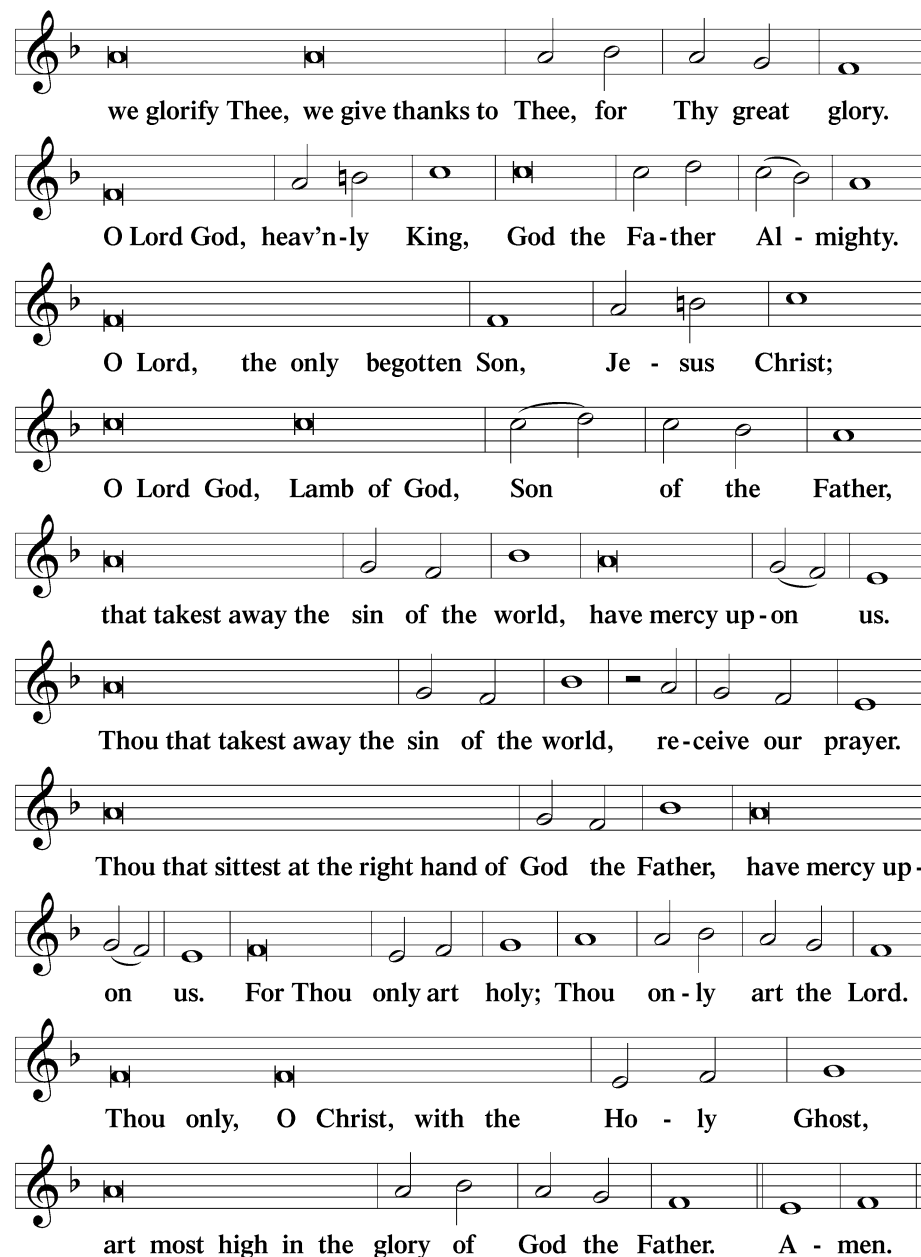 we glorify Thee, we give thanks to Thee, for Thy great glory.
O Lord God, heav’n-ly King, God the Fa-ther Al - mighty.
O Lord, the only begotten Son, Je - sus Christ;
O Lord God, Lamb of God, Son of the Father,
that takest away the sin of the world, have mercy up-on us.
Thou that takest away the sin of the world, re-ceive our prayer.
Thou that sittest at the right hand of God the Father, have mercy up-
on us. For Thou only art holy; Thou on-ly art the Lord.
Thou only, O Christ, with the Ho - ly Ghost,
art most high in the glory of God the Father. A - men.